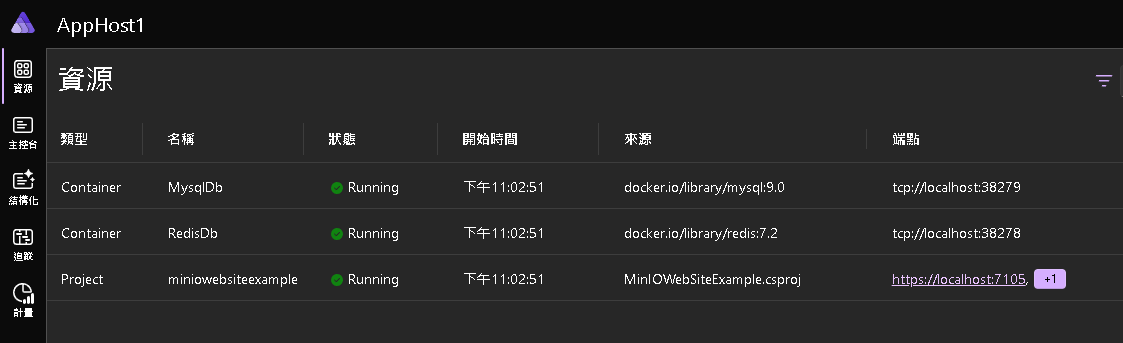 AppHost1
資源
資源
主控台
結構化
追蹤
計量
類型 名稱 狀態 開始時間 來源 端點
Container MysqlDb Running 下午11:02:51 docker.io/library/mysql:9.0 tcp://localhost:38279
Container RedisDb Running 下午11:02:51 docker.io/library/redis:7.2 tcp://localhost:38278
Project miniowebsiteexample Running 下午11:02:51 MinIOWebSiteExample.csproj https://localhost:7105, +1